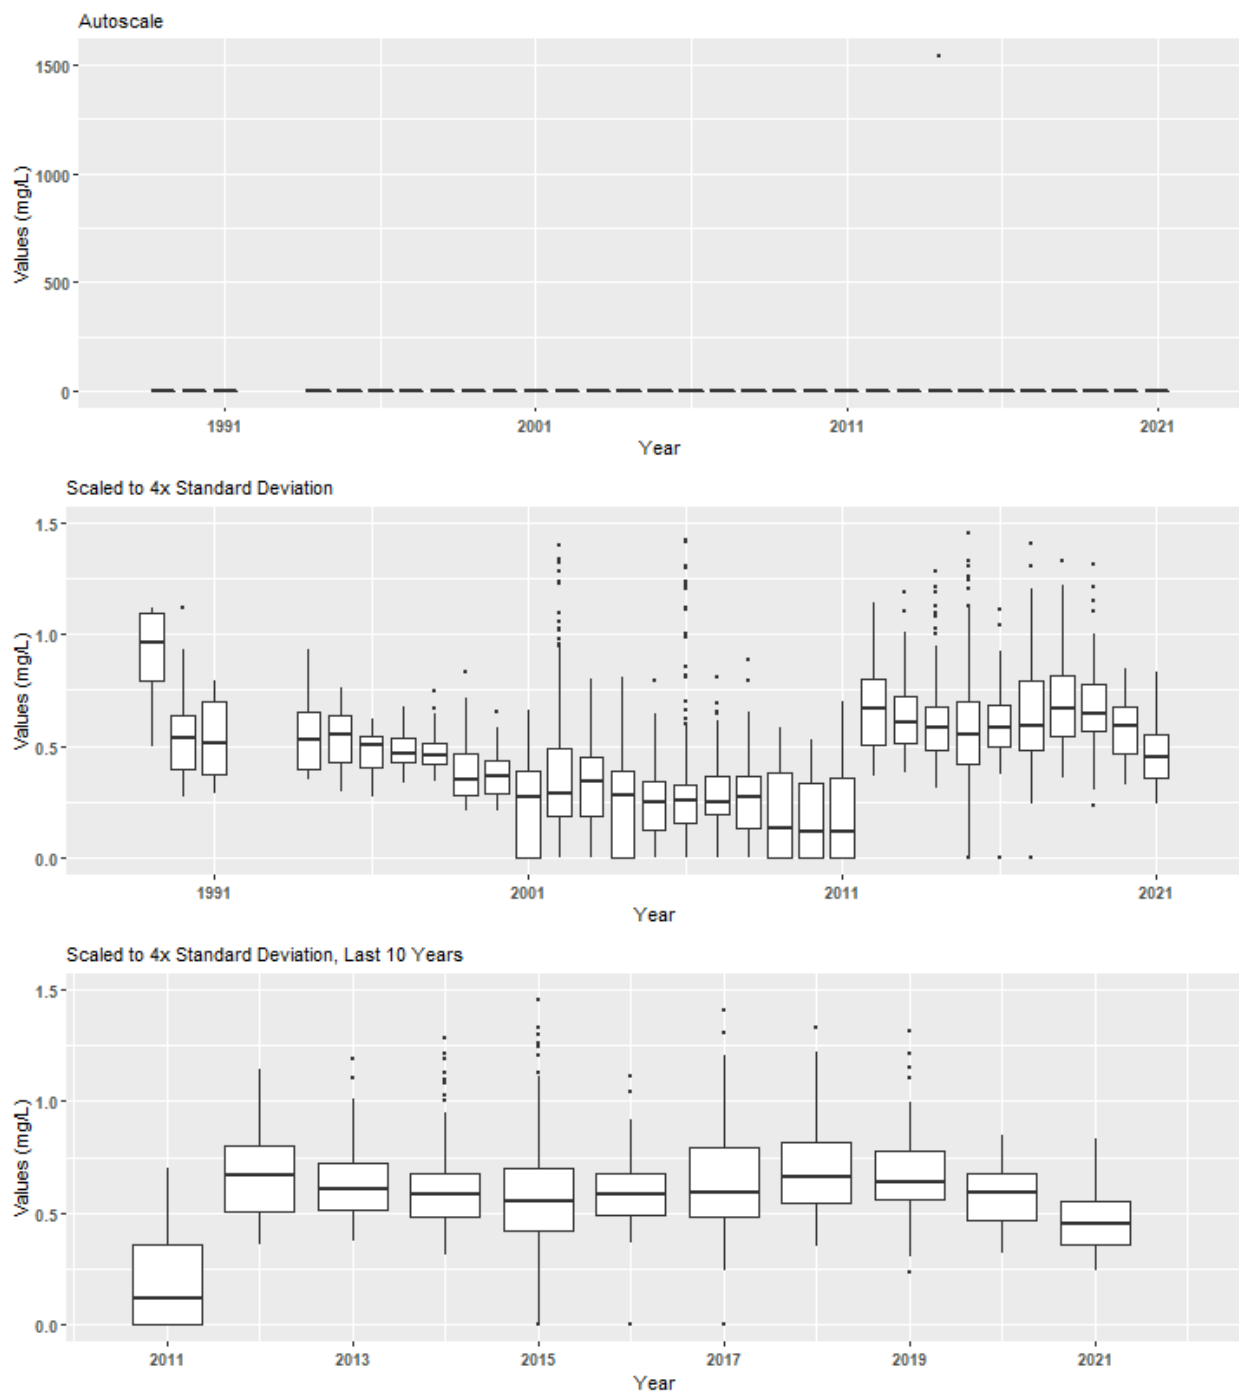 Autoscale
1500
1000
500
0
Values (mg/L)
1991 2001 2011 2021
Year
Scaled to 4x Standard Deviation
1.5
1.0
0.5
0.0
Values (mg/L)
1991 2001 2011 2021
Year
Scaled to 4x Standard Deviation, Last 10 Years
1.5
1.0
0.5
0.0
Values (mg/L)
2011 2013 2015 2017 2019 2021
Year